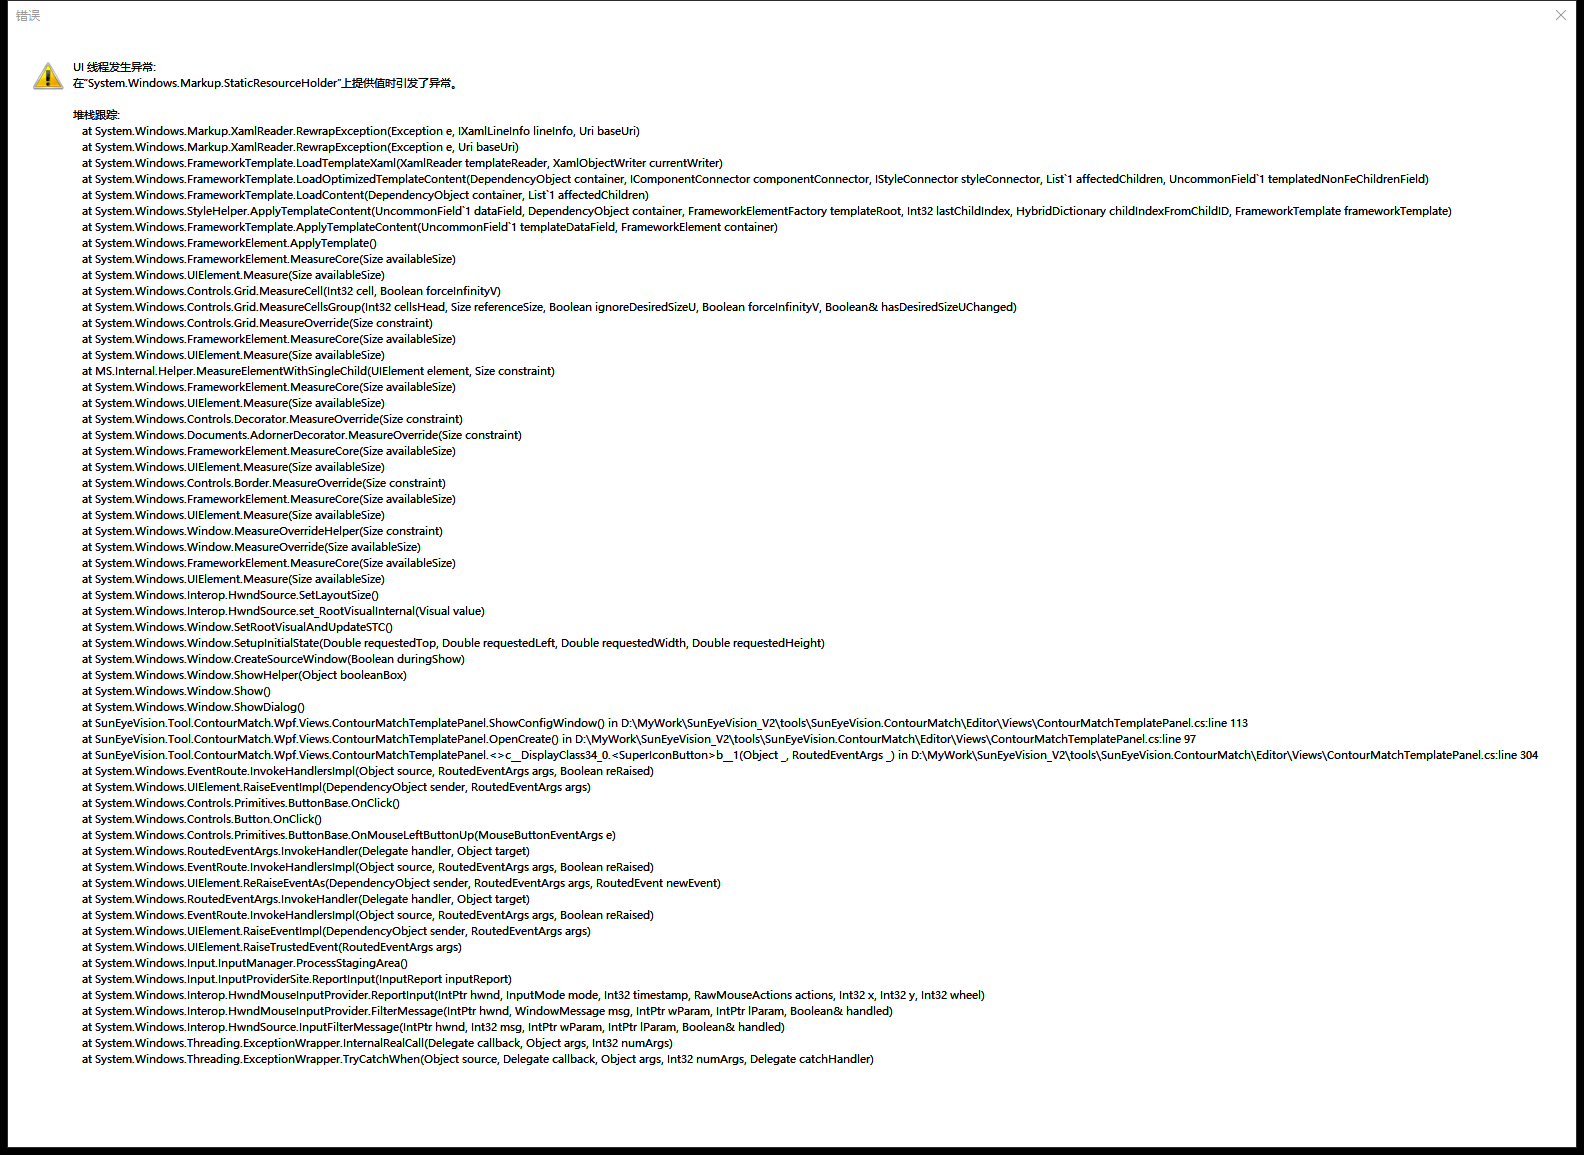 错误
UI 线程发生异常:
在"System.Windows.Markup.StaticResourceHolder"上提供值时引发了异常。
堆栈跟踪:
at System.Windows.Markup.XamlReader.RewrapException(Exception e, IXamlLineInfo lineInfo, Uri baseUri)
at System.Windows.Markup.XamlReader.RewrapException(Exception e, Uri baseUri)
at System.Windows.FrameworkTemplate.LoadTemplateXaml(XamlReader templateReader, XamlObjectWriter currentWriter)
at System.Windows.FrameworkTemplate.LoadOptimizedTemplateContent(DependencyObject container, IComponentConnector componentConnector, IStyleConnector styleConnector, List`1 affectedChildren, UncommonField`1 templatedNonFeChildrenField)
at System.Windows.FrameworkTemplate.LoadContent(DependencyObject container, List`1 affectedChildren)
at System.Windows.StyleHelper.ApplyTemplateContent(UncommonField`1 dataField, DependencyObject container, FrameworkElementFactory templateRoot, Int32 lastChildIndex, HybridDictionary childIndexFromChildID, FrameworkTemplate frameworkTemplate)
at System.Windows.FrameworkTemplate.ApplyTemplateContent(UncommonField`1 templateDataField, FrameworkElement container)
at System.Windows.FrameworkElement.ApplyTemplate()
at System.Windows.FrameworkElement.MeasureCore(Size availableSize)
at System.Windows.UIElement.Measure(Size availableSize)
at System.Windows.Controls.Grid.MeasureCell(Int32 cell, Boolean forceInfinityV)
at System.Windows.Controls.Grid.MeasureCellsGroup(Int32 cellsHead, Size referenceSize, Boolean ignoreDesiredSizeU, Boolean forceInfinityV, Boolean& hasDesiredSizeUChanged)
at System.Windows.Controls.Grid.MeasureOverride(Size constraint)
at System.Windows.FrameworkElement.MeasureCore(Size availableSize)
at System.Windows.UIElement.Measure(Size availableSize)
at MS.Internal.Helper.MeasureElementWithSingleChild(UIElement element, Size constraint)
at System.Windows.FrameworkElement.MeasureCore(Size availableSize)
at System.Windows.UIElement.Measure(Size availableSize)
at System.Windows.Controls.Decorator.MeasureOverride(Size constraint)
at System.Windows.Documents.AdornerDecorator.MeasureOverride(Size constraint)
at System.Windows.FrameworkElement.MeasureCore(Size availableSize)
at System.Windows.UIElement.Measure(Size availableSize)
at System.Windows.Controls.Border.MeasureOverride(Size constraint)
at System.Windows.FrameworkElement.MeasureCore(Size availableSize)
at System.Windows.UIElement.Measure(Size availableSize)
at System.Windows.Window.MeasureOverrideHelper(Size constraint)
at System.Windows.Window.MeasureOverride(Size availableSize)
at System.Windows.FrameworkElement.MeasureCore(Size availableSize)
at System.Windows.UIElement.Measure(Size availableSize)
at System.Windows.Interop.HwndSource.SetLayoutSize()
at System.Windows.Interop.HwndSource.set_RootVisualInternal(Visual value)
at System.Windows.Window.SetRootVisualAndUpdateSTC()
at System.Windows.Window.SetupInitialState(Double requestedTop, Double requestedLeft, Double requestedWidth, Double requestedHeight)
at System.Windows.Window.CreateSourceWindow(Boolean duringShow)
at System.Windows.Window.ShowHelper(Object booleanBox)
at System.Windows.Window.Show()
at System.Windows.Window.ShowDialog()
at SunEyeVision.Tool.ContourMatch.Wpf.Views.ContourMatchTemplatePanel.ShowConfigWindow() in D:\MyWork\SunEyeVision_V2\tools\SunEyeVision.ContourMatch\Editor\Views\ContourMatchTemplatePanel.cs:line 113
at SunEyeVision.Tool.ContourMatch.Wpf.Views.ContourMatchTemplatePanel.OpenCreate() in D:\MyWork\SunEyeVision_V2\tools\SunEyeVision.ContourMatch\Editor\Views\ContourMatchTemplatePanel.cs:line 97
at SunEyeVision.Tool.ContourMatch.Wpf.Views.ContourMatchTemplatePanel.<>c__DisplayClass34_0.<SuperIconButton>b__1(Object _, RoutedEventArgs _) in D:\MyWork\SunEyeVision_V2\tools\SunEyeVision.ContourMatch\Editor\Views\ContourMatchTemplatePanel.cs:line 304
at System.Windows.EventRoute.InvokeHandlersImpl(Object source, RoutedEventArgs args, Boolean reRaised)
at System.Windows.UIElement.RaiseEventImpl(DependencyObject sender, RoutedEventArgs args)
at System.Windows.Controls.Primitives.ButtonBase.OnClick()
at System.Windows.Controls.Button.OnClick()
at System.Windows.Controls.Primitives.ButtonBase.OnMouseLeftButtonUp(MouseButtonEventArgs e)
at System.Windows.RoutedEventArgs.InvokeHandler(Delegate handler, Object target)
at System.Windows.EventRoute.InvokeHandlersImpl(Object source, RoutedEventArgs args, Boolean reRaised)
at System.Windows.UIElement.ReRaiseEventAs(DependencyObject sender, RoutedEventArgs args, RoutedEvent newEvent)
at System.Windows.RoutedEventArgs.InvokeHandler(Delegate handler, Object target)
at System.Windows.EventRoute.InvokeHandlersImpl(Object source, RoutedEventArgs args, Boolean reRaised)
at System.Windows.UIElement.RaiseEventImpl(DependencyObject sender, RoutedEventArgs args)
at System.Windows.UIElement.RaiseTrustedEvent(RoutedEventArgs args)
at System.Windows.Input.InputManager.ProcessStagingArea()
at System.Windows.Input.InputProviderSite.ReportInput(InputReport inputReport)
at System.Windows.Interop.HwndMouseInputProvider.ReportInput(IntPtr hwnd, InputMode mode, Int32 timestamp, RawMouseActions actions, Int32 x, Int32 y, Int32 wheel)
at System.Windows.Interop.HwndMouseInputProvider.FilterMessage(IntPtr hwnd, WindowMessage msg, IntPtr wParam, IntPtr lParam, Boolean& handled)
at System.Windows.Interop.HwndSource.InputFilterMessage(IntPtr hwnd, Int32 msg, IntPtr wParam, IntPtr lParam, Boolean& handled)
at System.Windows.Threading.ExceptionWrapper.InternalRealCall(Delegate callback, Object args, Int32 numArgs)
at System.Windows.Threading.ExceptionWrapper.TryCatchWhen(Object source, Delegate callback, Object args, Int32 numArgs, Delegate catchHandler)